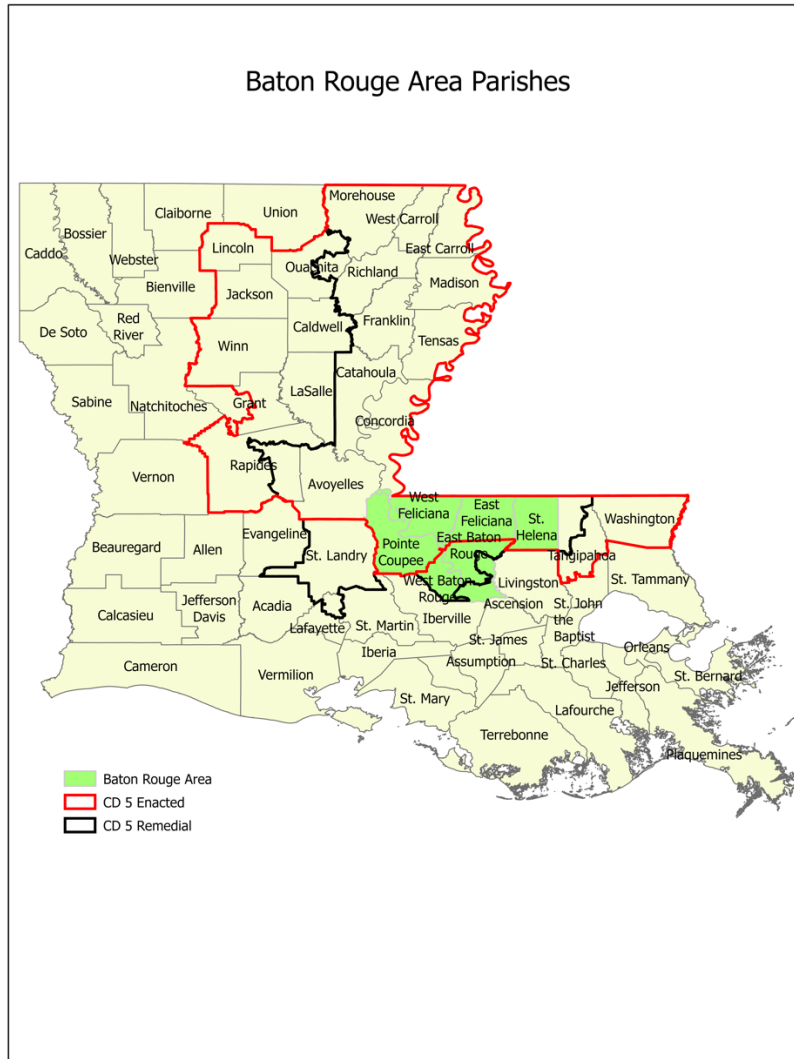 Baton Rouge Area Parishes
Morehouse
Claiborne
Union
West Carroll
Bossier
Lincoln
East Carroll
Caddo
Webster
Ouachita
Richland
Bienville
Jackson
Madison
Red
River
Franklin
De Soto
Caldwell
Winn
Tensas
Catahoula
LaSalle
Sabine
Natchitoches
Grant
Concordia
Rapides
Vernon
Avoyelles
West
Feliciana
East
Feliciana
St.
Helena
Washington
Evangeline
East Baton
Rouge
Beauregard
Allen
St. Landry
Pointe
Coupee
Tangipahoa
West Baton
Rouge
Livingston
St. Tammany
Calcasieu
Jefferson
Davis
Acadia
Ascension
Lafayette
St. Martin
Iberville
St. John
the
Baptist
St. James
Orleans
Iberia
Cameron
Vermilion
Assumption
St. Charles
St. Bernard
St. Mary
Jefferson
Lafourche
Terrebonne
Plaquemines
Baton Rouge Area
CD 5 Enacted
CD 5 Remedial